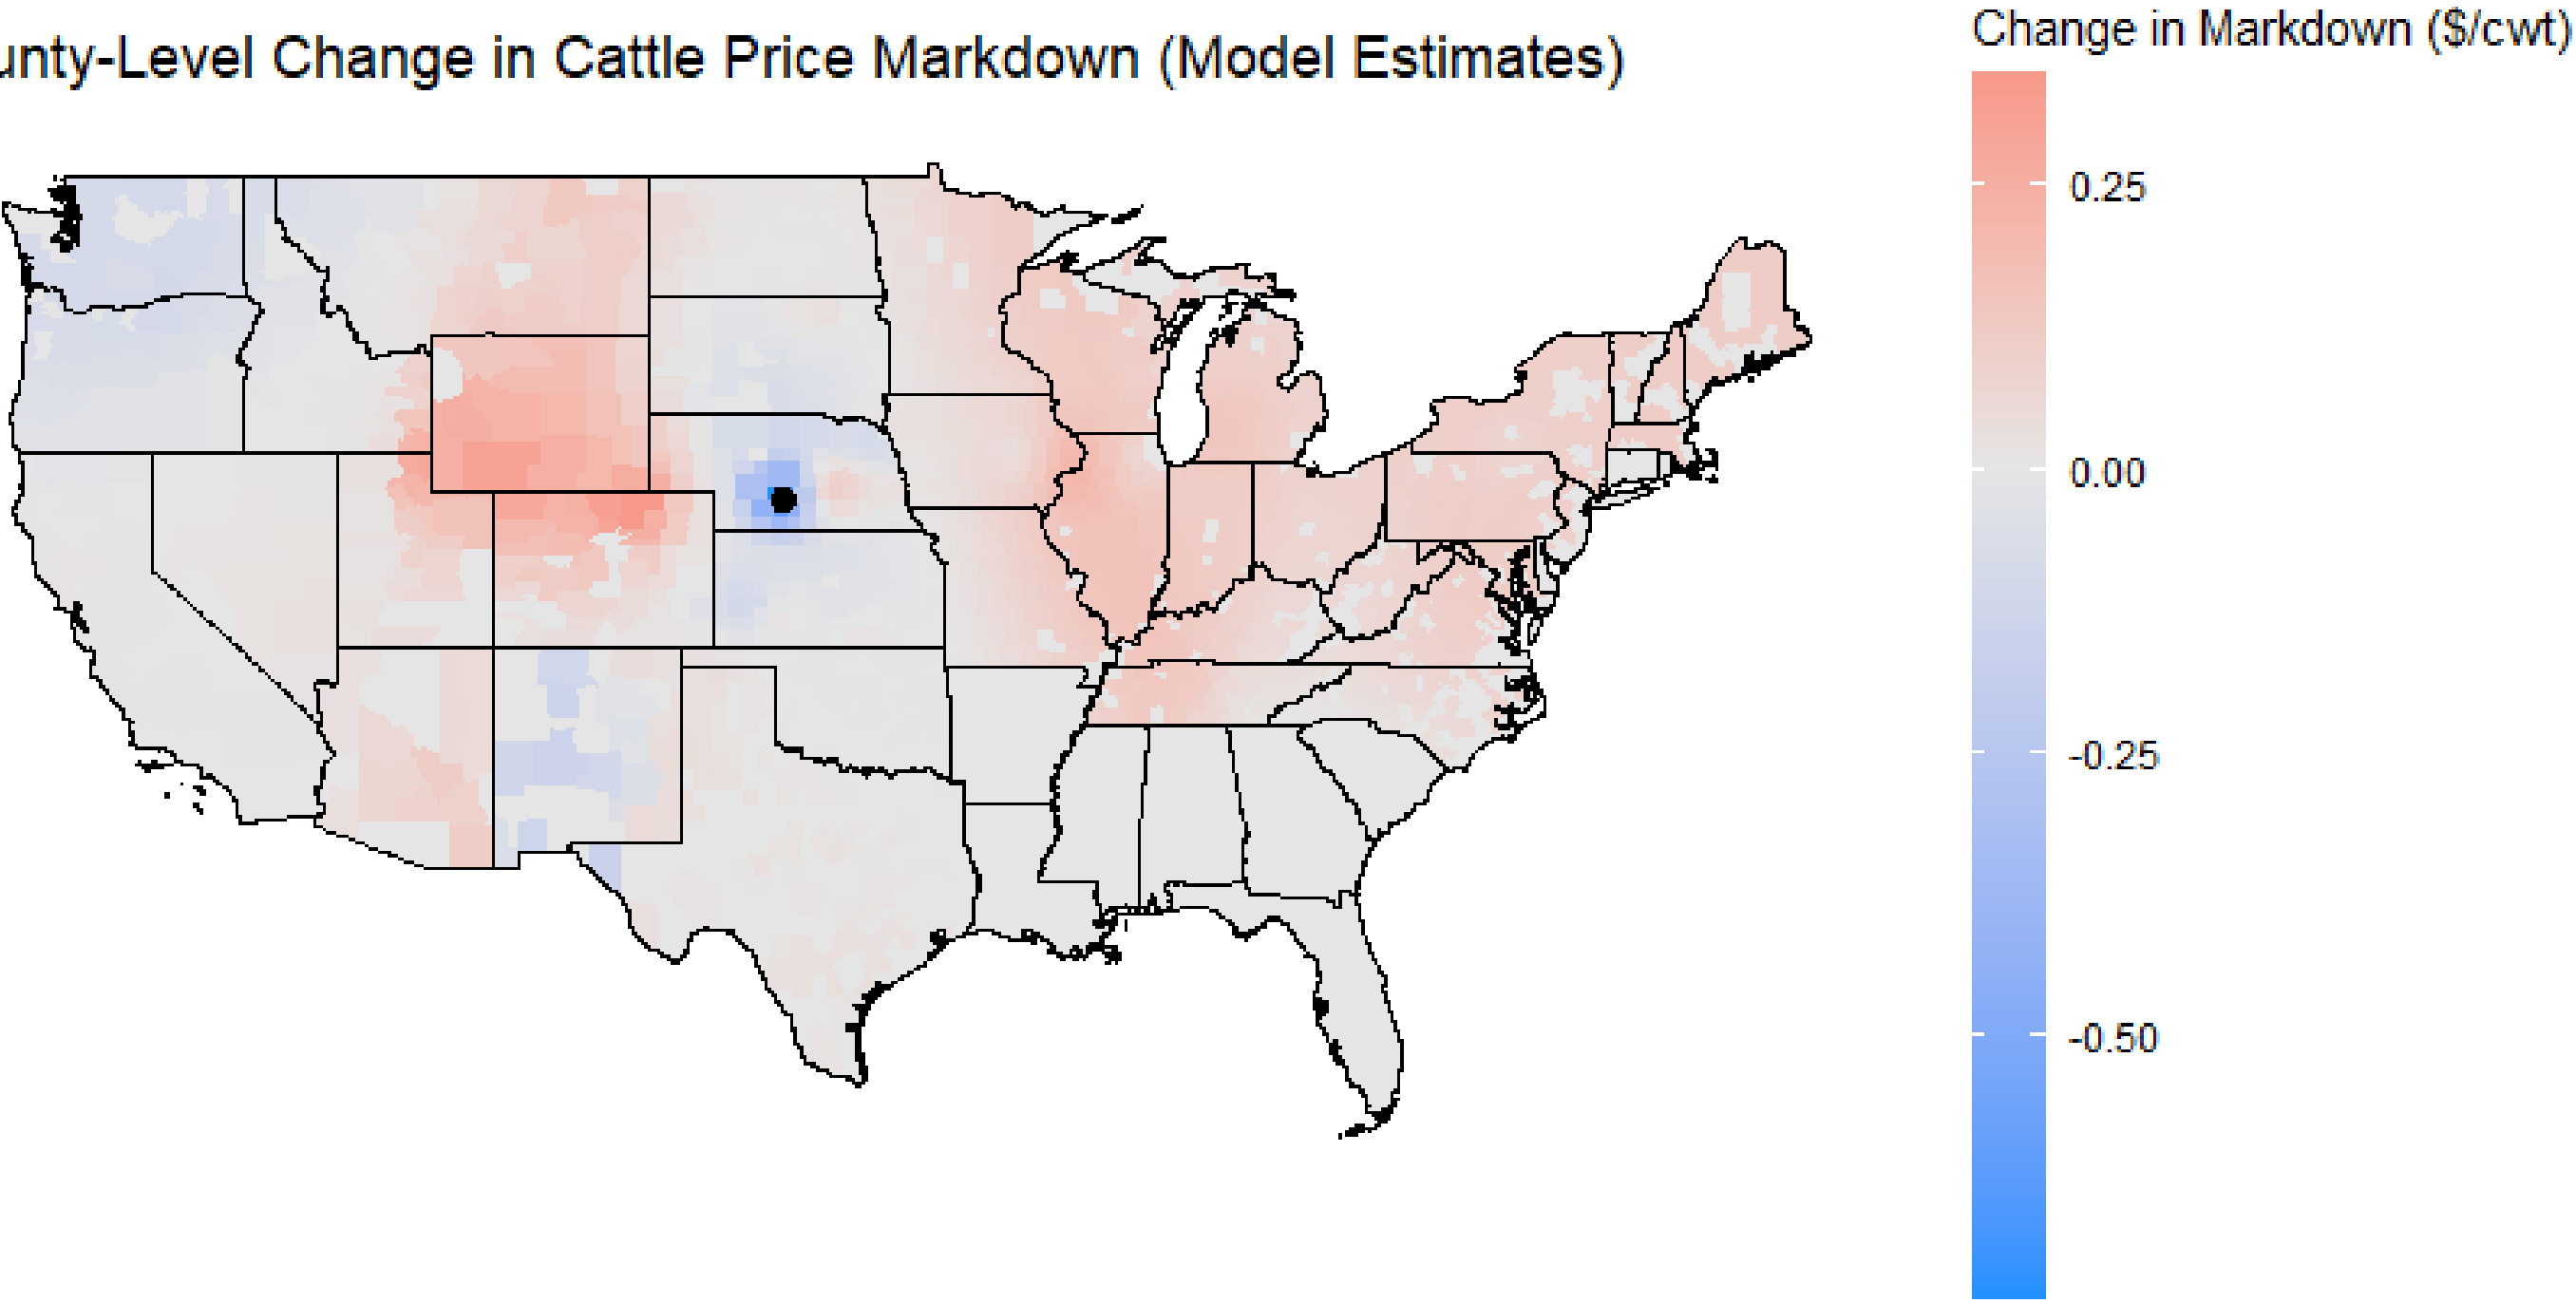 unty-Level Change in Cattle Price Markdown (Model Estimates)
Change in Markdown ($/cwt)
0.25
0.00
-0.25
-0.50